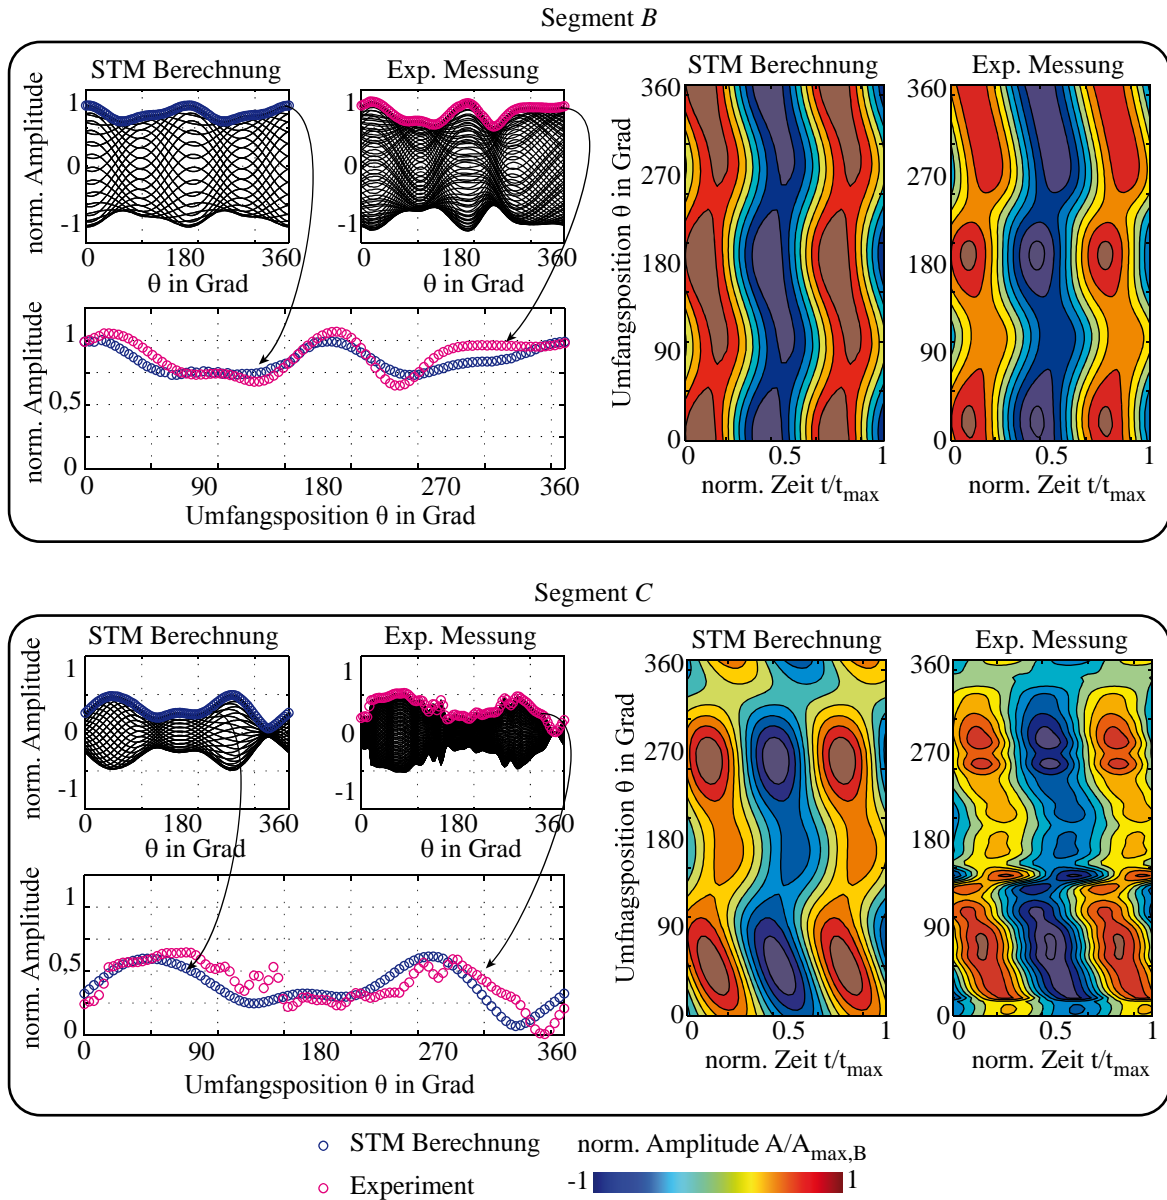 Segment B
STM Berechnung
Exp. Messung
norm. Amplitude
1
0
-1
0
180
360
θ in Grad
0
180
360
θ in Grad
1
0
-1
norm. Amplitude
1
0,5
0
0
90
180
270
360
Umfangsposition θ in Grad
STM Berechnung
Exp. Messung
Umfangsposition θ in Grad
360
270
180
90
0
0
0.5
1
norm. Zeit t/tmax
360
270
180
90
0
0
0.5
1
norm. Zeit t/tmax
Segment C
STM Berechnung
Exp. Messung
norm. Amplitude
1
0
-1
0
180
360
θ in Grad
1
0
-1
0
180
360
θ in Grad
norm. Amplitude
1
0,5
0
0
90
180
270
360
Umfangsposition θ in Grad
STM Berechnung
Exp. Messung
Umfnagsposition θ in Grad
360
270
180
90
0
0
0.5
1
norm. Zeit t/tmax
360
270
180
90
0
0
0.5
1
norm. Zeit t/tmax
STM Berechnung
Experiment
norm. Amplitude A/Amax,B
-1
1